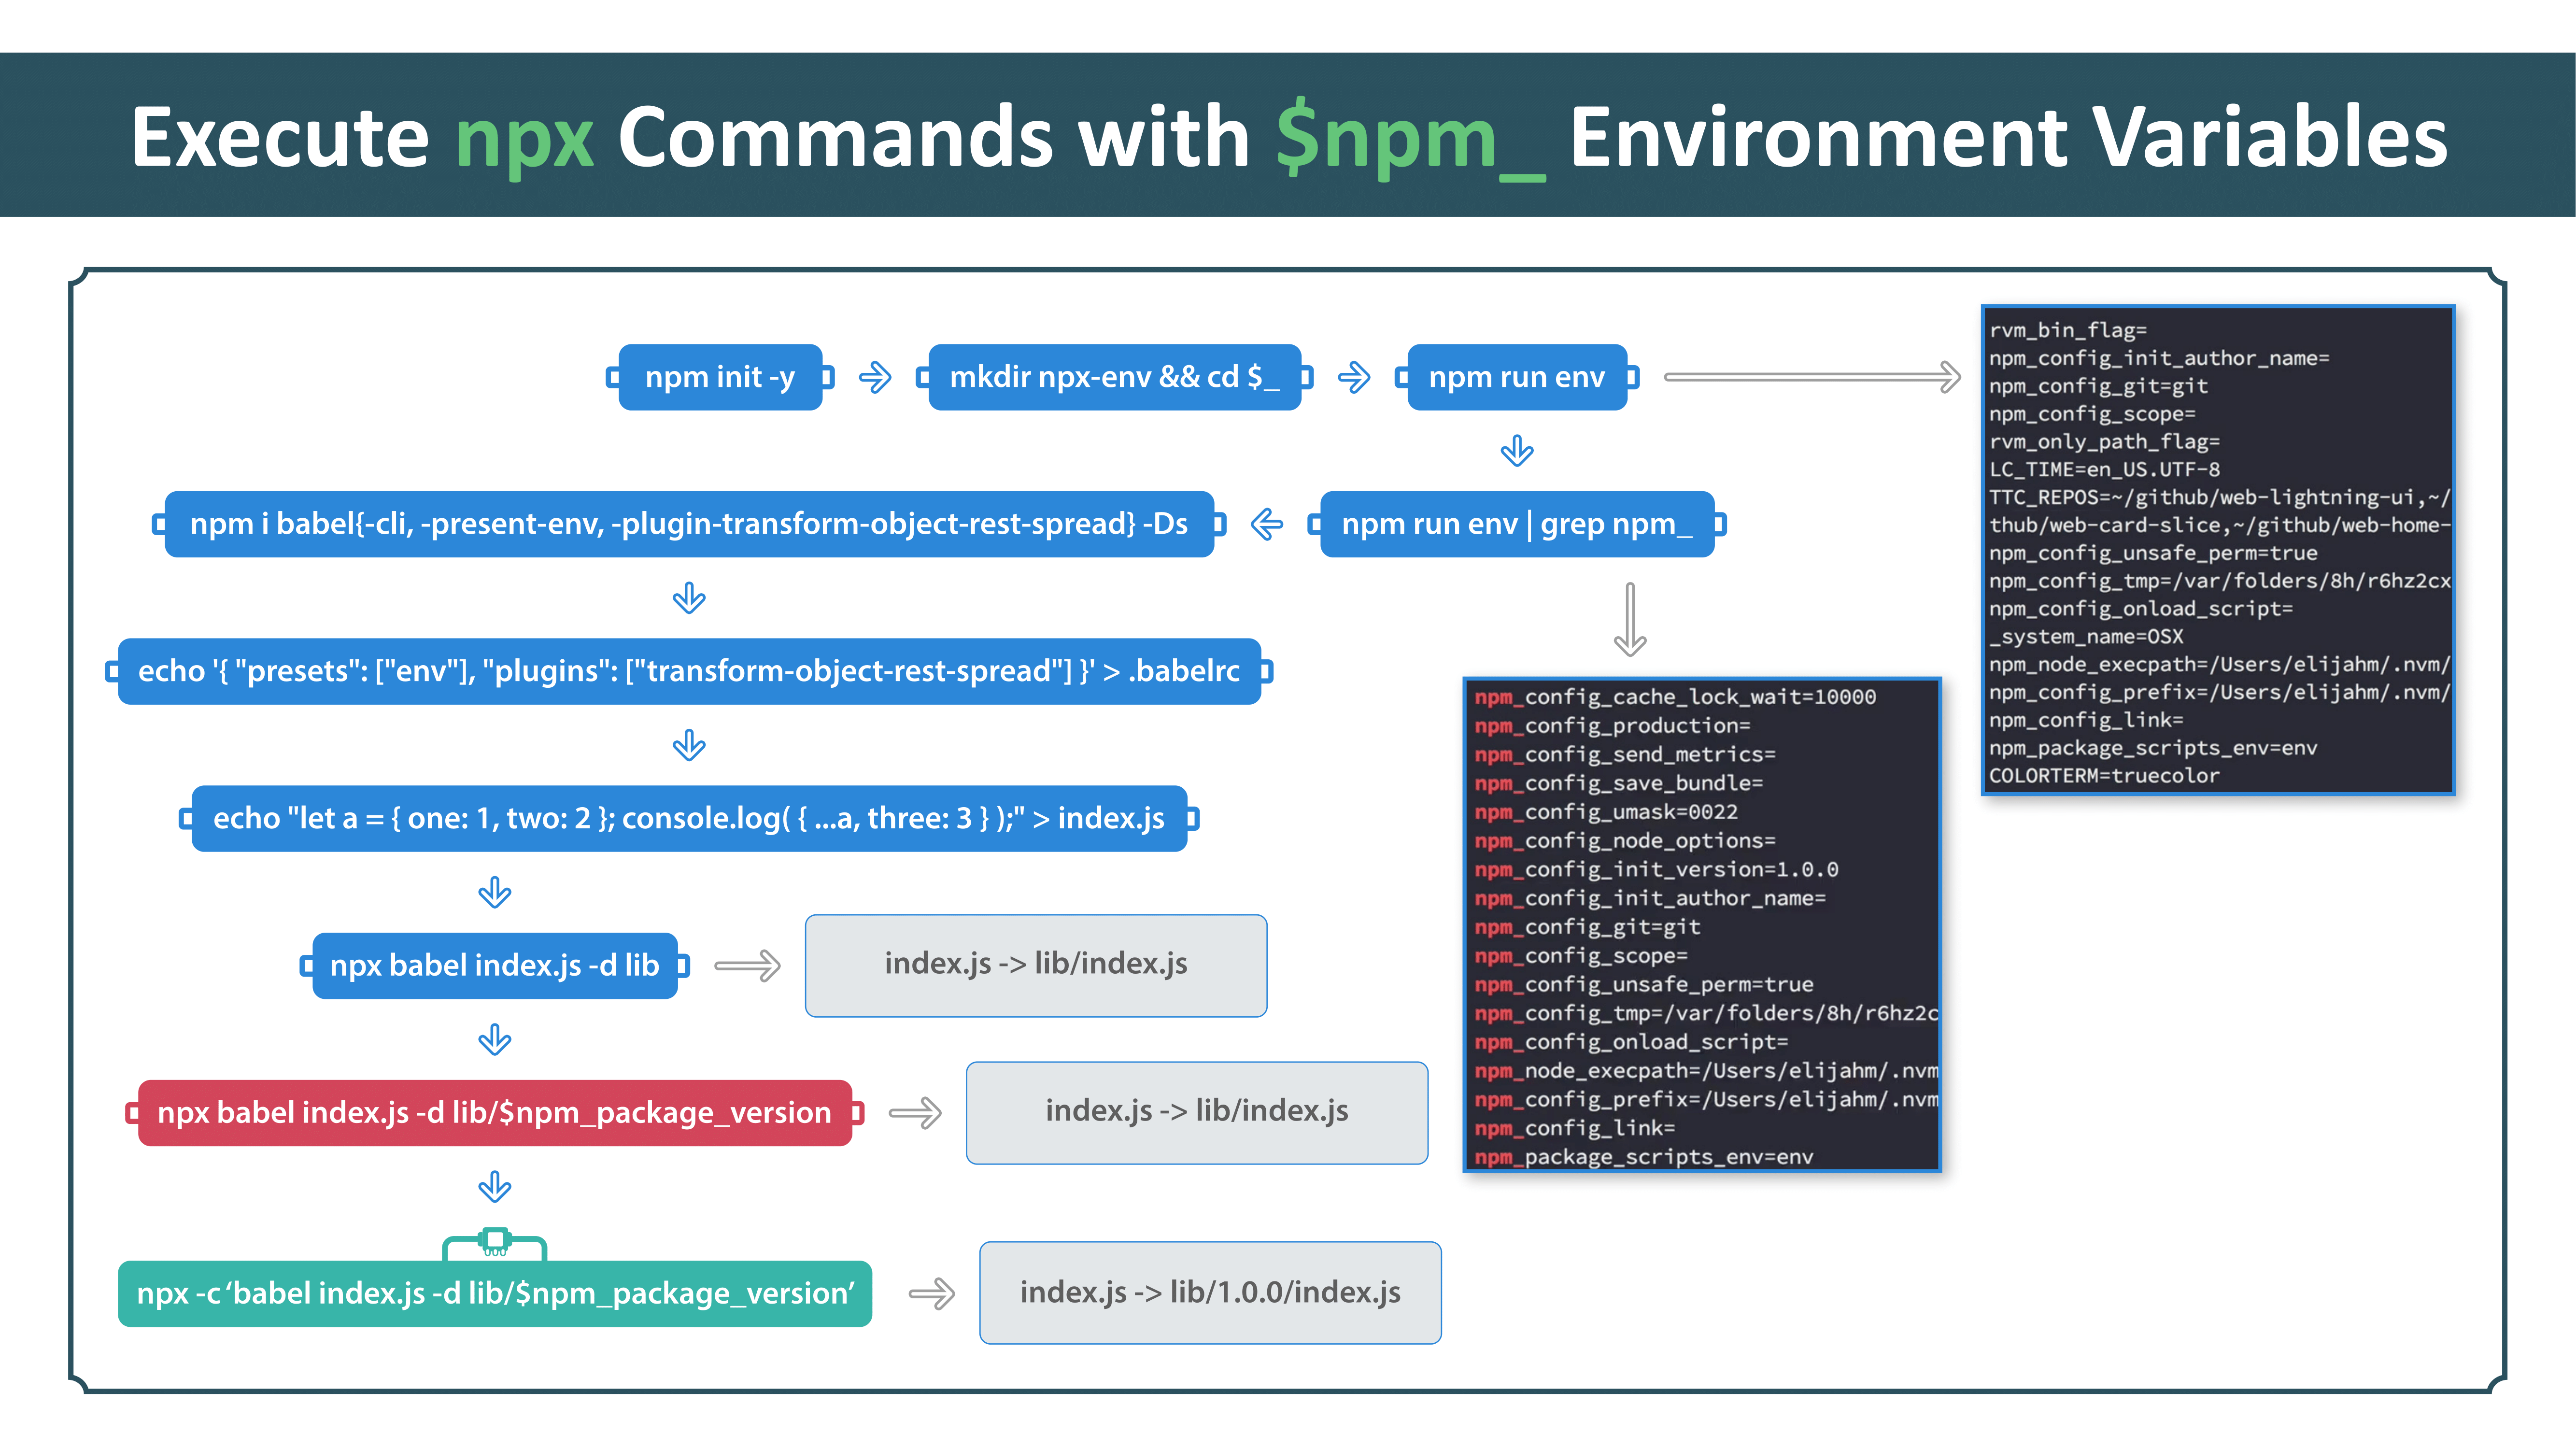 Execute npx Commands with $npm_ Environment Variables
npm init -y
mkdir npx-env && cd $_
npm run env
rvm_bin_flag=
npm_config_init_author_name=
npm_config_git=git
npm_config_scope=
rvm_only_path_flag=
LC_TIME=en_US.UTF-8
TTC_REPOS=~/github/web-lightning-ui,~/
thub/web-card-slice,~/github/web-home-
npm_config_unsafe_perm=true
npm_config_tmp=/var/folders/8h/r6hz2cx
npm_config_onload_script=
_system_name=OSX
npm_node_execpath=/Users/elijahm/.nvm/
npm_config_prefix=/Users/elijahm/.nvm/
npm_config_link=
npm_package_scripts_env=env
COLORTERM=truecolor
npm run env | grep npm_
npm_config_cache_lock_wait=10000
npm_config_production=
npm_config_send_metrics=
npm_config_save_bundle=
npm_config_umask=0022
npm_config_node_options=
npm_config_init_version=1.0.0
npm_config_init_author_name=
npm_config_git=git
npm_config_scope=
npm_config_unsafe_perm=true
npm_config_tmp=/var/folders/8h/r6hz2c
npm_config_onload_script=
npm_node_execpath=/Users/elijahm/.nvm
npm_config_prefix=/Users/elijahm/.nvm
npm_config_link=
npm_package_scripts_env=env
npm i babel{-cli, -present-env, -plugin-transform-object-rest-spread} -Ds
echo '{ "presets": ["env"], "plugins": ["transform-object-rest-spread"] }' > .babelrc
echo "let a = { one: 1, two: 2 }; console.log( { ...a, three: 3 } );" > index.js
npx babel index.js -d lib
index.js -> lib/index.js
npx babel index.js -d lib/$npm_package_version
index.js -> lib/index.js
npx -c ‘babel index.js -d lib/$npm_package_version’
index.js -> lib/1.0.0/index.js